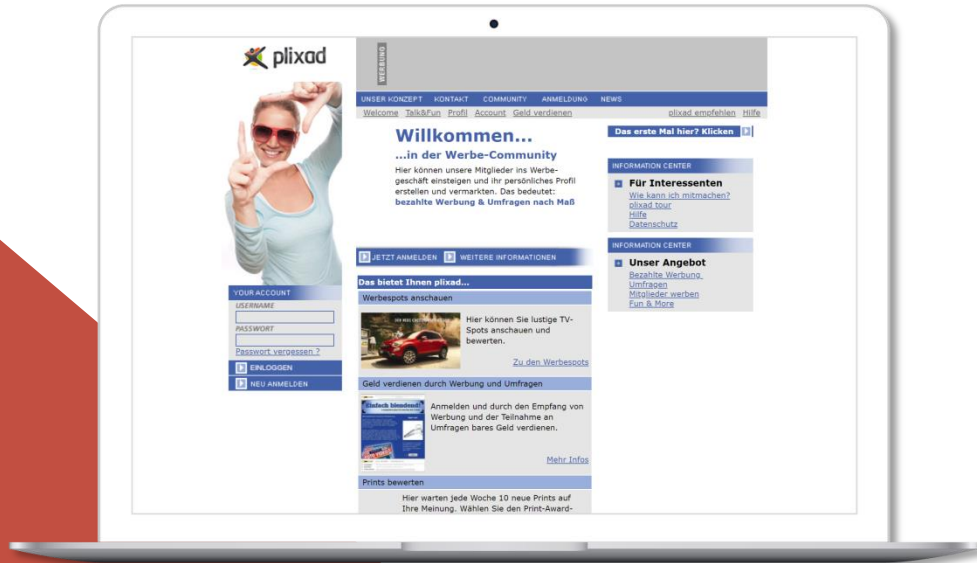 plixad
WERBUNG
UNSER KONZEPT KONTAKT COMMUNITY ANMELDUNG NEWS
Welcome Talk&Fun Profil Account Geld verdienen plixad empfehlen Hilfe
Willkommen...
...in der Werbe-Community
Hier können unsere Mitglieder ins Werbe-
geschäft einsteigen und ihr persönliches Profil
erstellen und vermarkten. Das bedeutet:
bezahlte Werbung & Umfragen nach Maß
JETZT ANMELDEN WEITERE INFORMATIONEN
Das bietet Ihnen plixad...
Werbespots anschauen
Hier können Sie lustige TV-
Spots anschauen und
bewerten.
Zu den Werbespots
Geld verdienen durch Werbung und Umfragen
Einfach blendend!
Anmelden und durch den Empfang von
Werbung und der Teilnahme an
Umfragen bares Geld verdienen.
Mehr Infos
Prints bewerten
Hier warten jede Woche 10 neue Prints auf
Ihre Meinung. Wählen Sie den Print-Award-
YOUR ACCOUNT
USERNAME
PASSWORT
Passwort vergessen ?
EINLOGGEN
NEU ANMELDEN
Das erste Mal hier? Klicken
INFORMATION CENTER
Für Interessenten
Wie kann ich mitmachen?
plixad tour
Hilfe
Datenschutz
INFORMATION CENTER
Unser Angebot
Bezahlte Werbung
Umfragen
Mitglieder werben
Fun & More